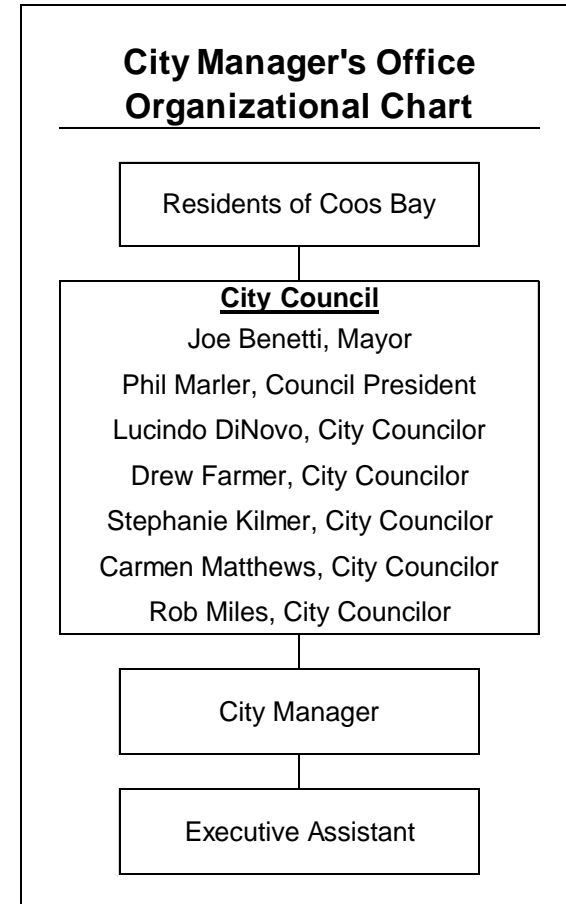 City Manager's Office
Organizational Chart
Residents of Coos Bay
City Council
Joe Benetti, Mayor
Phil Marler, Council President
Lucindo DiNovo, City Councilor
Drew Farmer, City Councilor
Stephanie Kilmer, City Councilor
Carmen Matthews, City Councilor
Rob Miles, City Councilor
City Manager
Executive Assistant